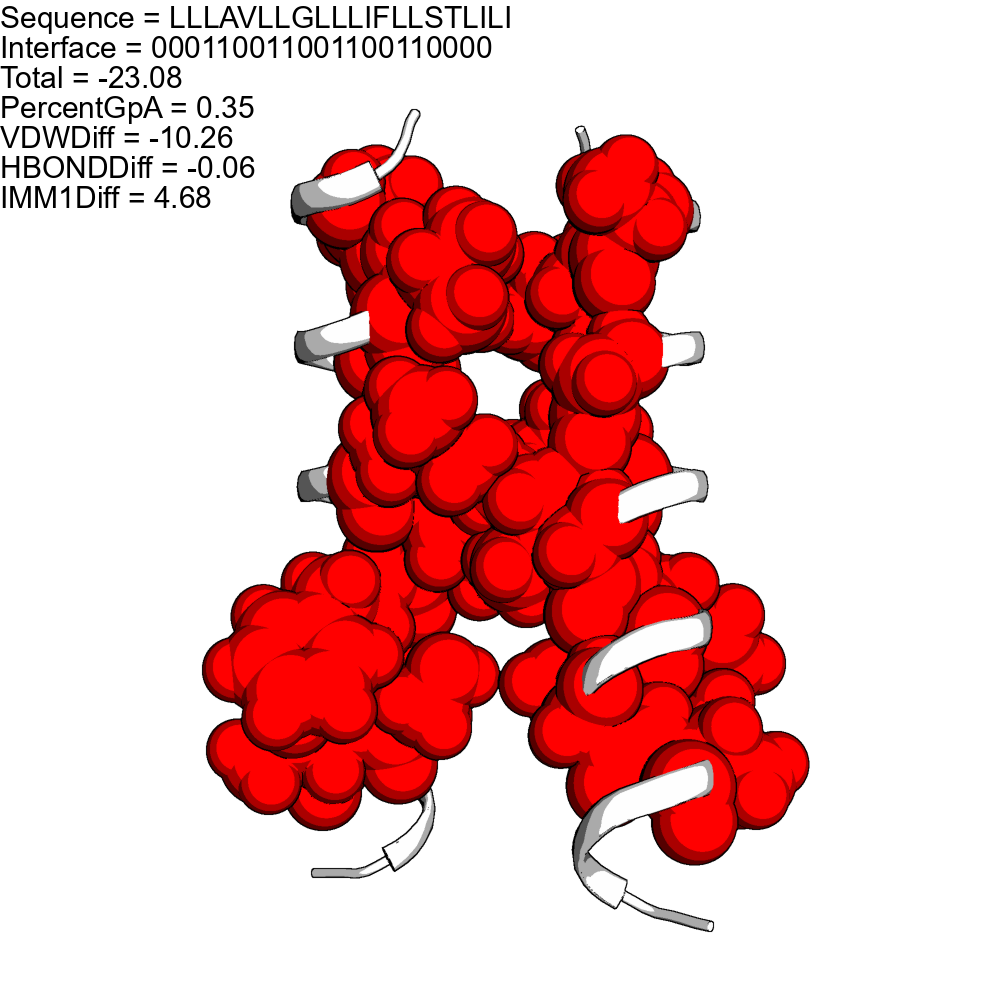 Sequence = LLLAVLLGLLLIFLLSTLILI
Interface = 000110011001100110000
Total = -23.08
PercentGpA = 0.35
VDWDiff = -10.26
HBONDDiff = -0.06
IMM1Diff = 4.68